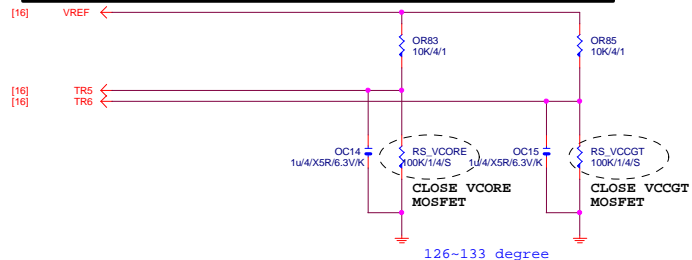 [16] VREF
OR83
10K/4/1
OR85
10K/4/1
[16] TR5
[16] TR6
OC14
1u/4/X5R/6.3V/K
RS_VCORE
100K/1/4/S
OC15
1u/4/X5R/6.3V/K
RS_VCCGT
100K/1/4/S
CLOSE VCORE
MOSFET
CLOSE VCCGT
MOSFET
126~133 degree